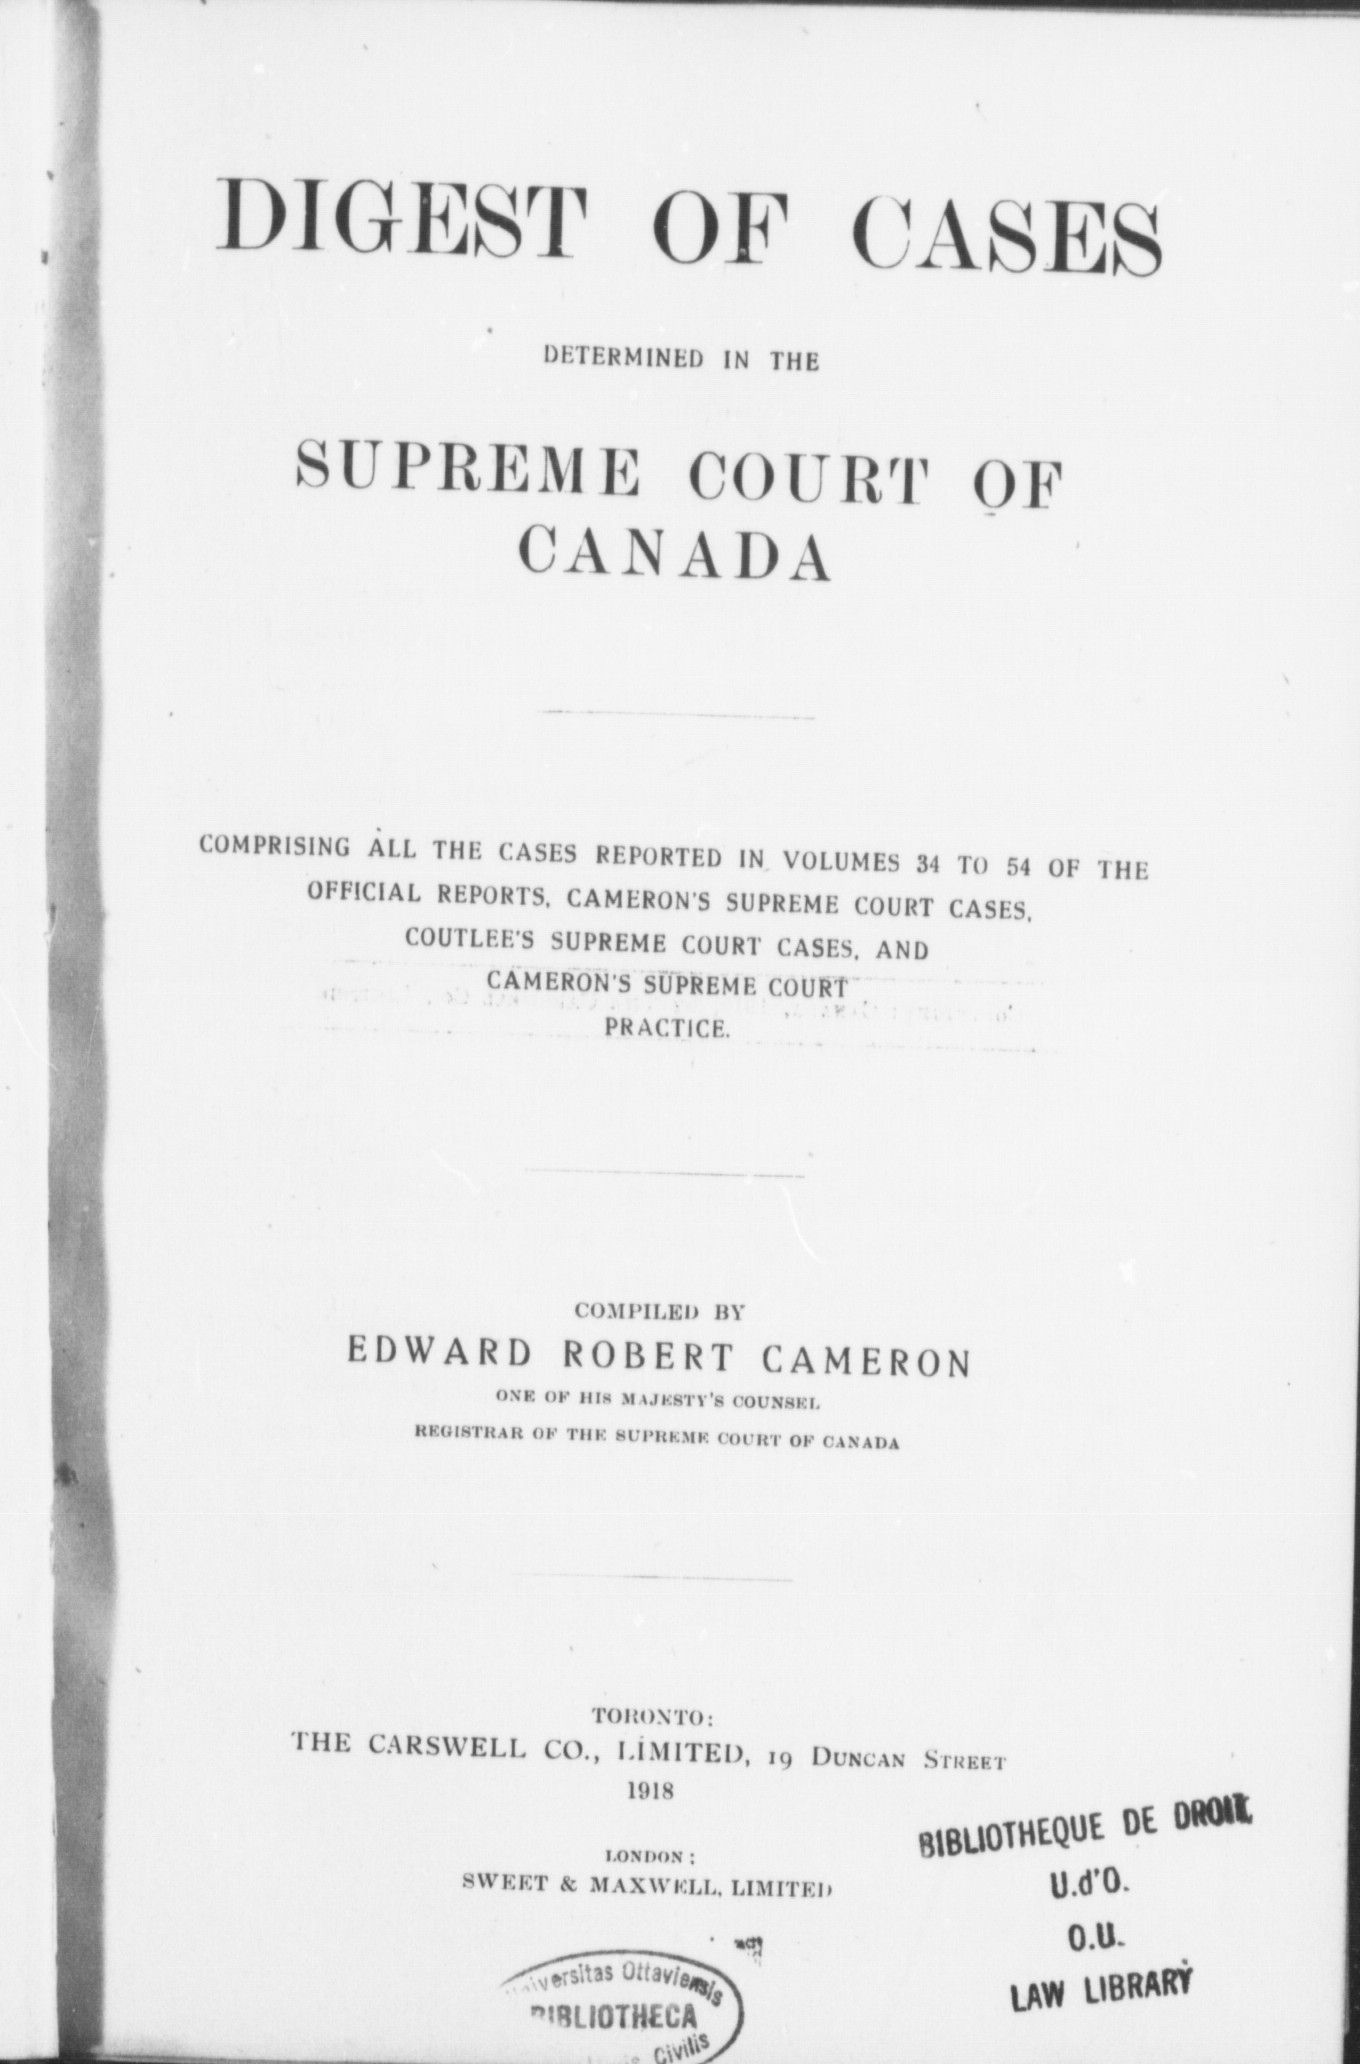 DIGEST OF CASES
DETERMINED IN THE
SUPREME COURT OF
CANADA
COMPRISING ALL THE CASES REPORTED IN VOLUMES 34 TO 54 OF THE
OFFICIAL REPORTS, CAMERON'S SUPREME COURT CASES,
COUTLEE'S SUPREME COURT CASES, AND
CAMERON'S SUPREME COURT
PRACTICE.
COMPILED BY
EDWARD ROBERT CAMERON
ONE OF HIS MAJESTY'S COUNSEL
REGISTRAR OF THE SUPREME COURT OF CANADA
TORONTO:
THE CARSWELL CO., LIMITED, 19 DUNCAN STREET
1918
LONDON:
SWEET & MAXWELL, LIMITED
BIBLIOTHEQUE DE DROIT,
U.d'O.
O.U.
LAW LIBRARY
Universitas Ottaviensis
BIBLIOTHECA
Civilis